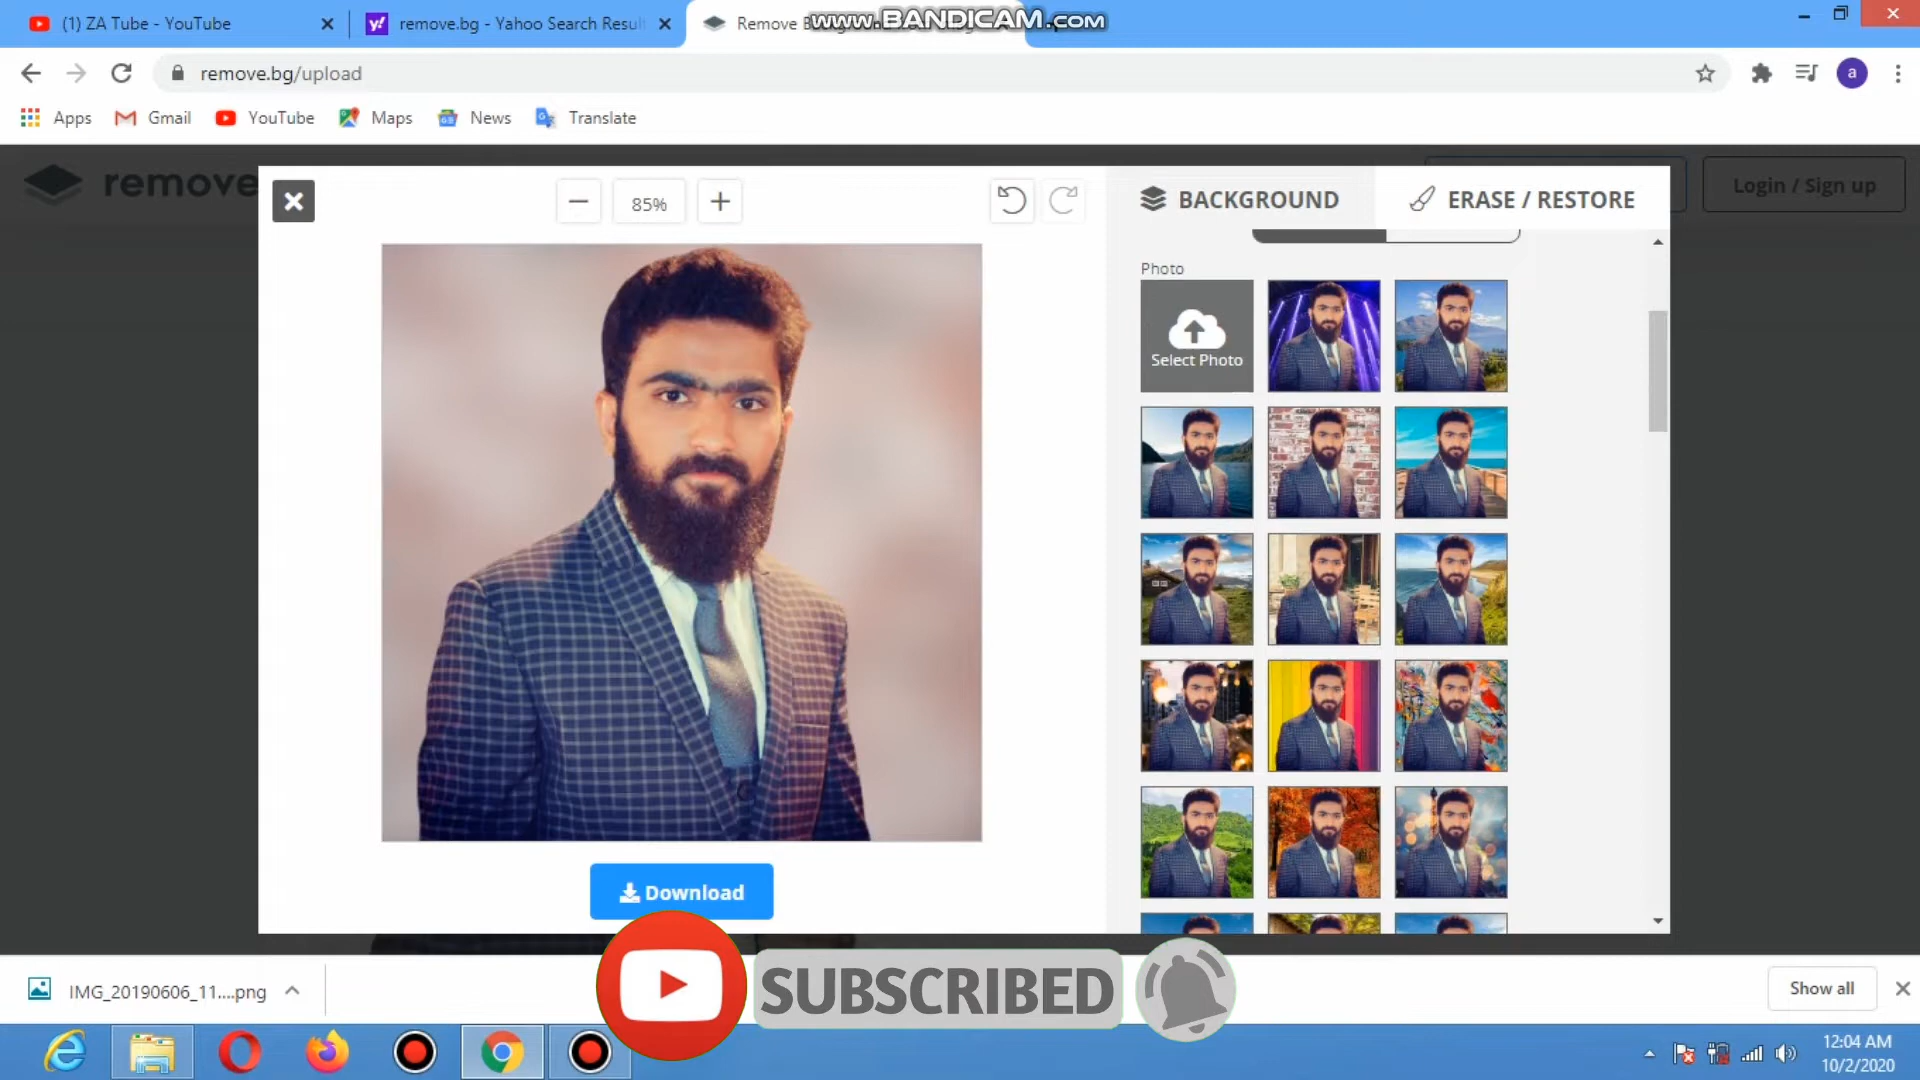 (1) ZA Tube - YouTube
remove.bg - Yahoo Search Resul
Remove B
www.BANDICAM.com
remove.bg/upload
a
Apps
Gmail
YouTube
Maps
News
Translate
remove
Login / Sign up
85%
BACKGROUND
ERASE / RESTORE
Photo
Select Photo
Download
SUBSCRIBED
IMG_20190606_11....png
Show all
12:04 AM
10/2/2020